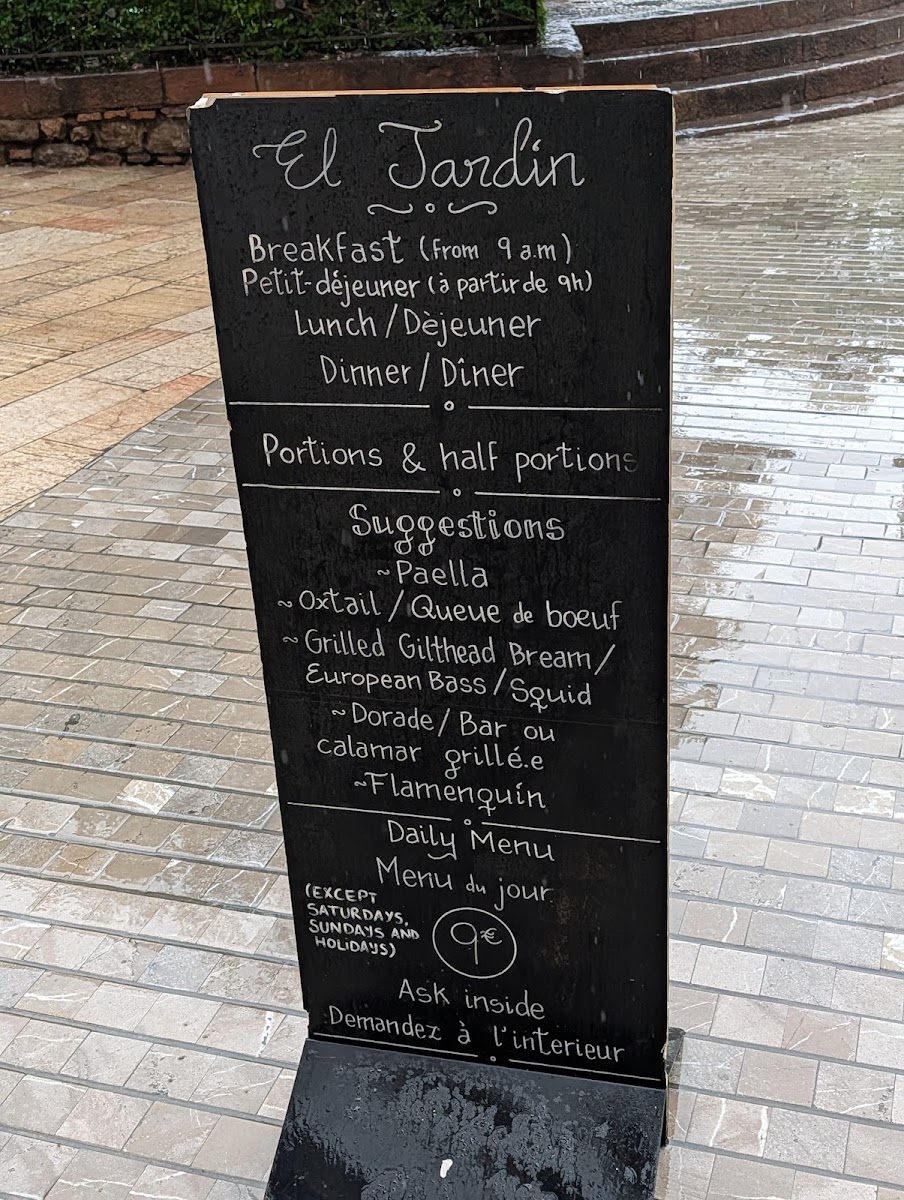 El Jardín
Breakfast (From 9 a.m)
Petit-déjeuner (à partir de 9h)
Lunch/Dèjeuner
Dinner/Dîner
Portions & half portions
Suggestions
~Paella
~Oxtail/Queue de boeuf
~Grilled Gilthead Bream/
European Bass/Squid
~Dorade/Bar ou
calamar grillé.e
~Flamenquín
Daily Menu
Menu du jour
(EXCEPT
SATURDAYS,
SUNDAYS AND
HOLIDAYS)
9€
Ask inside
Demandez à l'interieur